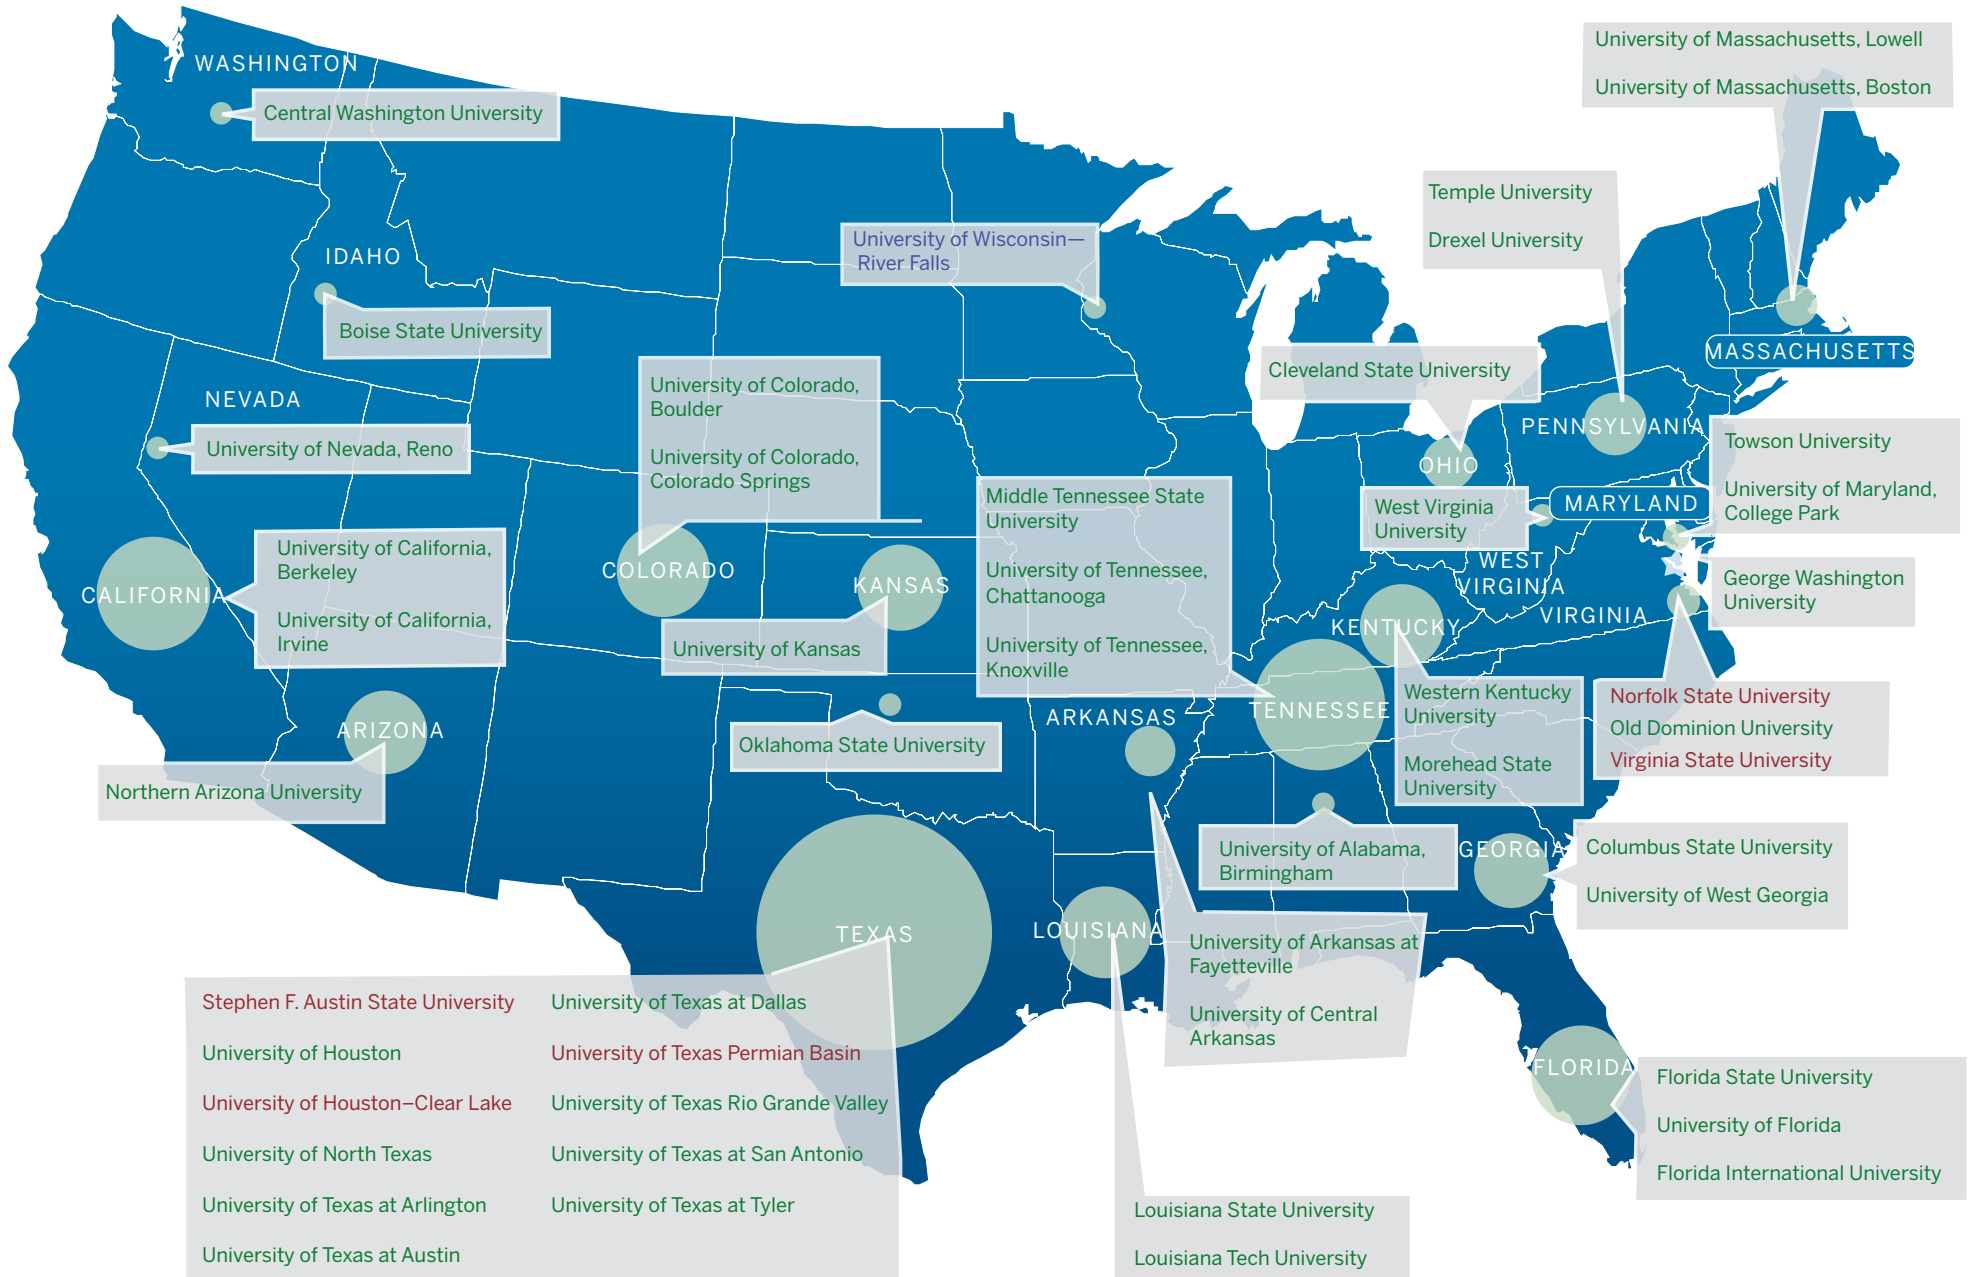 WASHINGTON
Central Washington University
IDAHO
Boise State University
NEVADA
University of Nevada, Reno
CALIFORNIA
University of California,
Berkeley
University of California,
Irvine
ARIZONA
Northern Arizona University
COLORADO
University of Colorado,
Boulder
University of Colorado,
Colorado Springs
KANSAS
University of Kansas
Oklahoma State University
University of Wisconsin—
River Falls
Middle Tennessee State
University
University of Tennessee,
Chattanooga
University of Tennessee,
Knoxville
TENNESSEE
ARKANSAS
University of Arkansas at
Fayetteville
University of Central
Arkansas
TEXAS
Stephen F. Austin State University
University of Houston
University of Houston–Clear Lake
University of North Texas
University of Texas at Arlington
University of Texas at Austin
University of Texas at Dallas
University of Texas Permian Basin
University of Texas Rio Grande Valley
University of Texas at San Antonio
University of Texas at Tyler
LOUISIANA
Louisiana State University
Louisiana Tech University
University of Alabama,
Birmingham
GEORGIA
Columbus State University
University of West Georgia
FLORIDA
Florida State University
University of Florida
Florida International University
KENTUCKY
Western Kentucky
University
Morehead State
University
VIRGINIA
Norfolk State University
Old Dominion University
Virginia State University
WEST
VIRGINIA
West Virginia
University
George Washington
University
MARYLAND
Towson University
University of Maryland,
College Park
OHIO
Cleveland State University
PENNSYLVANIA
Temple University
Drexel University
MASSACHUSETTS
University of Massachusetts, Lowell
University of Massachusetts, Boston